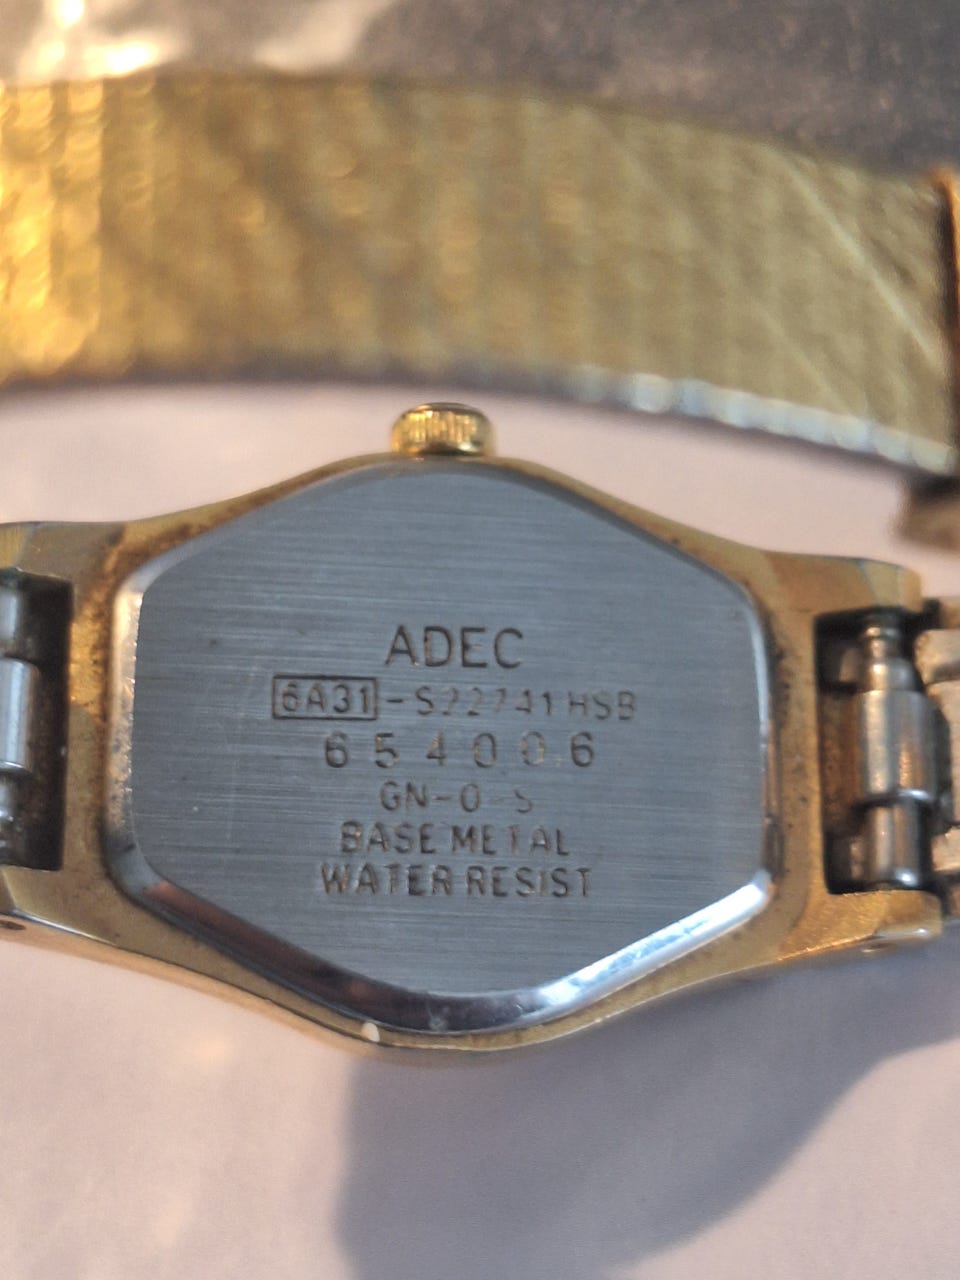 ADEC
6A31-S22741 HSB
654006
GN-0-S
BASE METAL
WATER RESIST